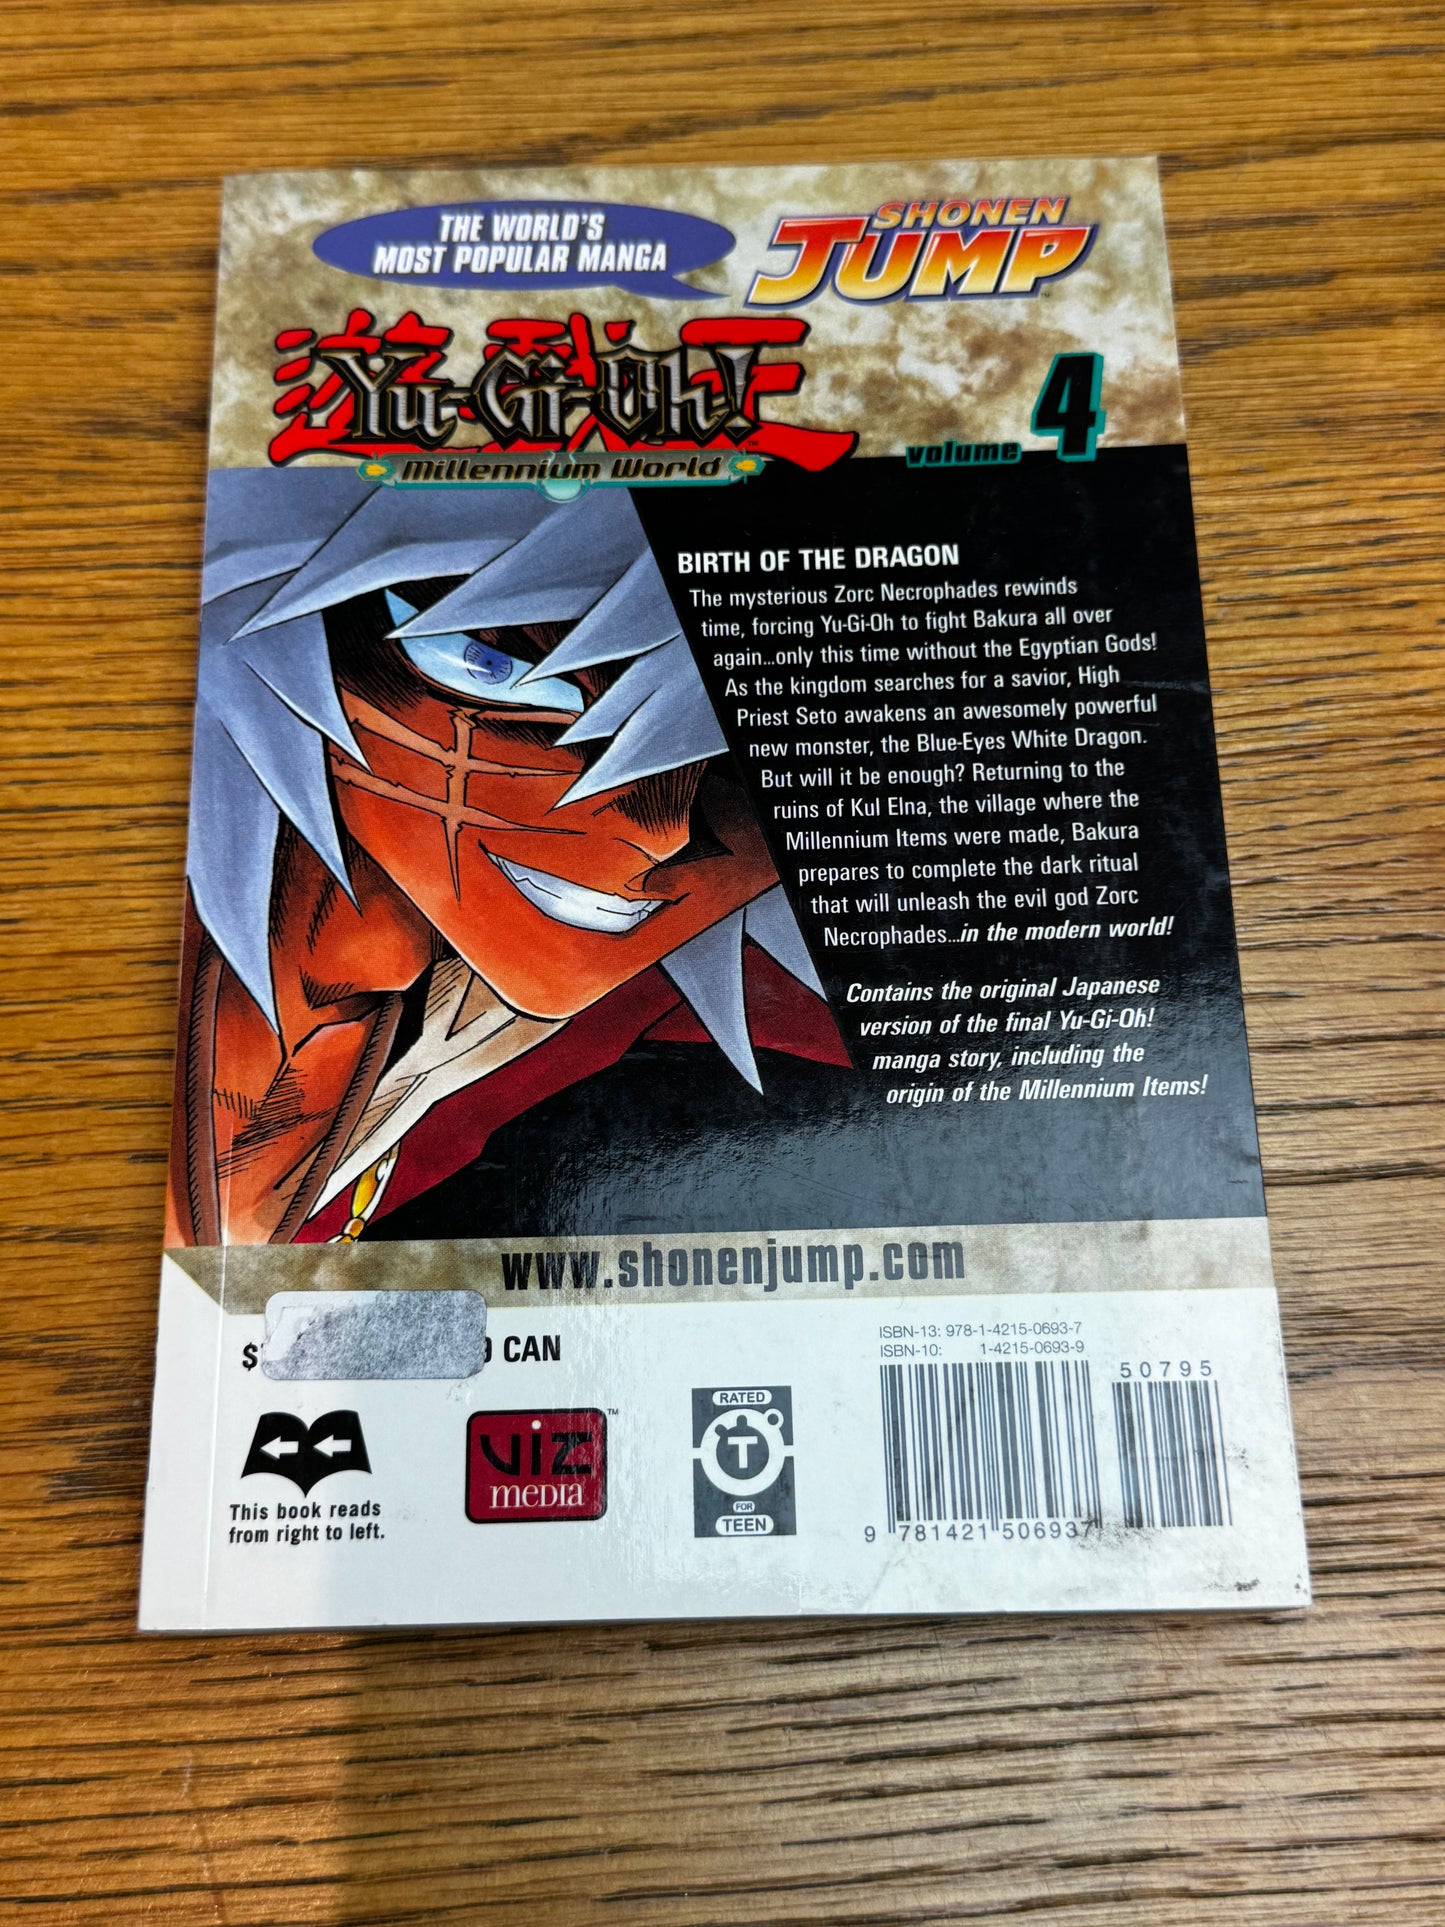 THE WORLD'S
MOST POPULAR MANGA
SHONEN
JUMP
遊戯王
Yu-Gi-Oh!™
Millennium World
volume 4
BIRTH OF THE DRAGON
The mysterious Zorc Necrophades rewinds
time, forcing Yu-Gi-Oh to fight Bakura all over
again...only this time without the Egyptian Gods!
As the kingdom searches for a savior, High
Priest Seto awakens an awesomely powerful
new monster, the Blue-Eyes White Dragon.
But will it be enough? Returning to the
ruins of Kul Elna, the village where the
Millennium Items were made, Bakura
prepares to complete the dark ritual
that will unleash the evil god Zorc
Necrophades...in the modern world!
Contains the original Japanese
version of the final Yu-Gi-Oh!
manga story, including the
origin of the Millennium Items!
www.shonenjump.com
$
9 CAN
ISBN-13: 978-1-4215-0693-7
ISBN-10: 1-4215-0693-9
50795
This book reads
from right to left.
VIZ
MEDIA
™
RATED
T
FOR
TEEN
9 781421 506937